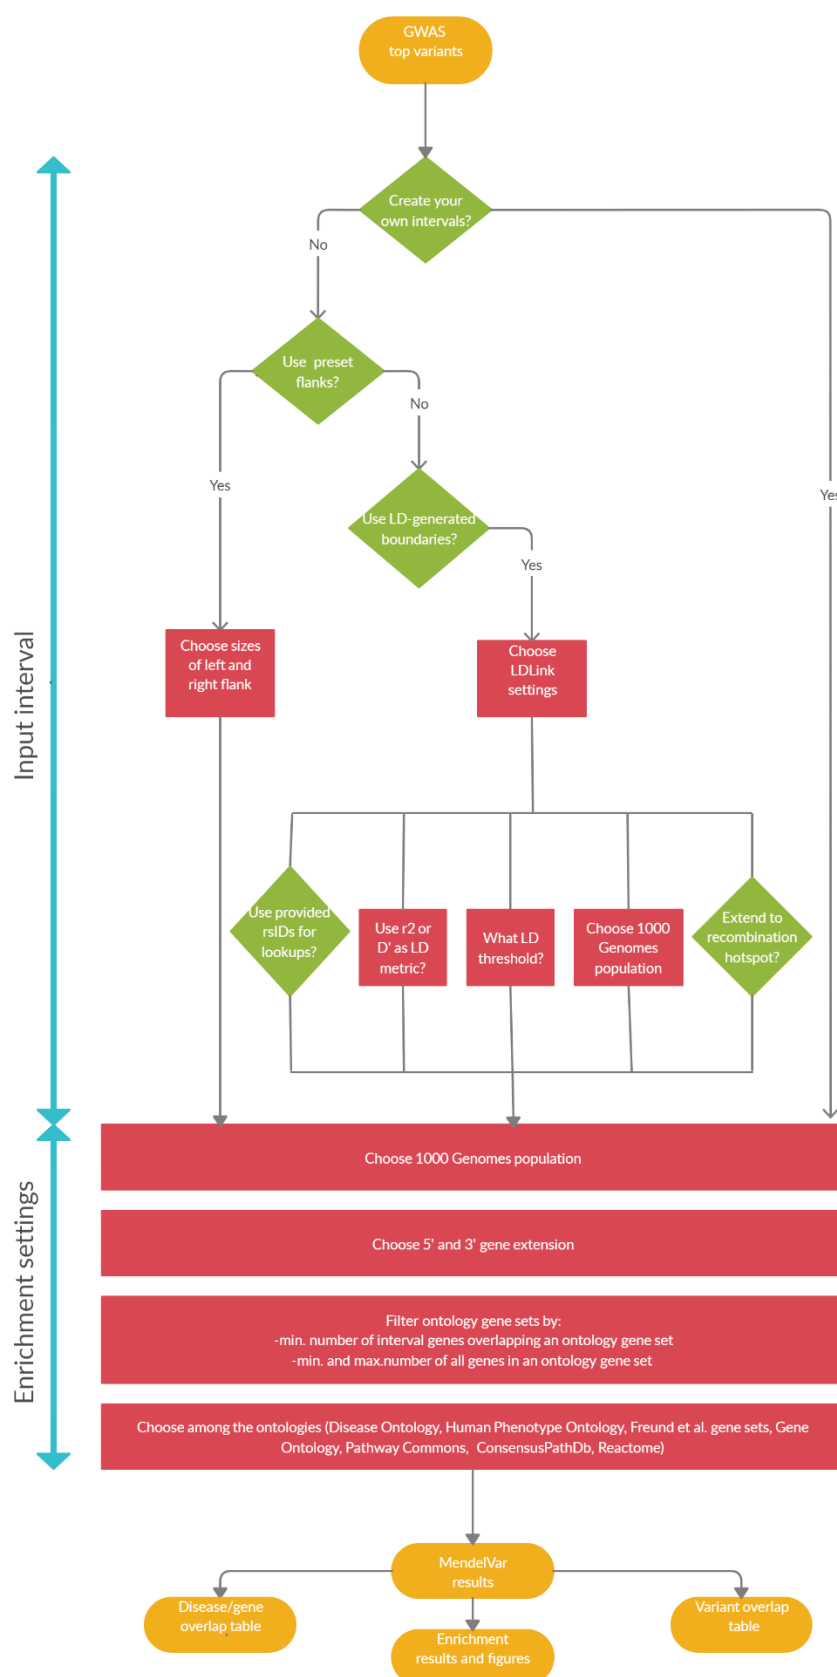 GWAS
top variants
Create your
own intervals?
No
Use preset
flanks?
No
Yes
Yes
Use LD-generated
boundaries?
Yes
Choose sizes
of left and
right flank
Choose
LDLink
settings
Input interval
Use provided
rsIDs for
lookups?
Use r2 or
D' as LD
metric?
What LD
threshold?
Choose 1000
Genomes
population
Extend to
recombination
hotspot?
Choose 1000 Genomes population
Choose 5' and 3' gene extension
Enrichment settings
Filter ontology gene sets by:
-min. number of interval genes overlapping an ontology gene set
-min. and max.number of all genes in an ontology gene set
Choose among the ontologies (Disease Ontology, Human Phenotype Ontology, Freund et al. gene sets, Gene
Ontology, Pathway Commons, ConsensusPathDb, Reactome)
MendelVar
results
Disease/gene
overlap table
Enrichment
results and figures
Variant overlap
table